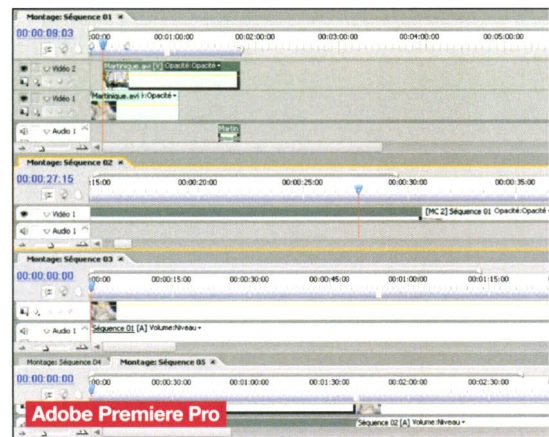 Montage: Séquence 01 ×
00:00:09:03
:00:00 00:01:00:00 00:02:00:00 00:03:00:00 00:04:00:00 00:05:00:00
Vidéo 2
Martinique.avi [V] Opacité:Opacité
Vidéo 1
Martinique.avi :Opacité
Audio 1
Martin
Montage: Séquence 02 ×
00:00:27:15
:15:00 00:00:20:00 00:00:25:00 00:00:30:00 00:00:35:00
Vidéo 1
[MC 2] Séquence 01 Opacité:Opacité
Audio 1
Montage: Séquence 03 ×
00:00:00:00
:00:00 00:00:15:00 00:00:30:00 00:00:45:00 00:01:00:00 00:01:15:00
Audio 1
Séquence 01 [A] Volume:Niveau
Montage: Séquence 04 Montage: Séquence 05 ×
00:00:00:00
:00:00 00:00:30:00 00:01:00:00 00:01:30:00 00:02:00:00 00:02:30:00
Adobe Premiere Pro
Séquence 02 [A] Volume:Niveau